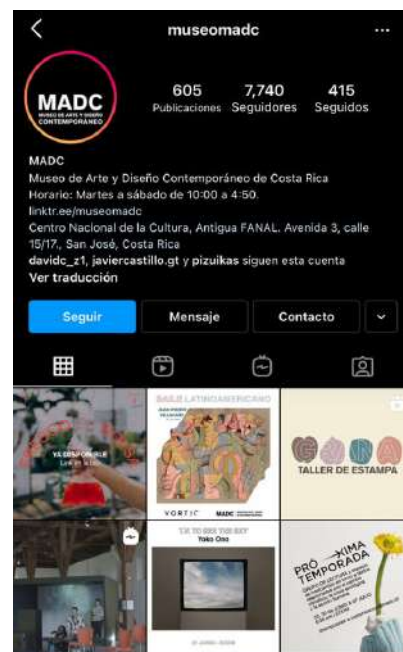 museomadc
MADC
MUSEO DE ARTE Y DISEÑO
CONTEMPORÁNEO
605
7,740
415
Publicaciones
Seguidores
Seguidos
MADC
Museo de Arte y Diseño Contemporáneo de Costa Rica
Horario: Martes a sábado de 10:00 a 4:50.
linktr.ee/museomadc
Centro Nacional de la Cultura, Antigua FANAL. Avenida 3, calle
15/17., San José, Costa Rica
davidc_z1, javiercastillo.gt y pizuikas siguen esta cuenta
Ver traducción
Seguir
Mensaje
Contacto
YA DISPONIBLE
LATINOAMERICANO
VORTIC
MADC
GANA
TALLER DE ESTAMPA
Yoko Ono
PRÓXIMA
TEMPORADA